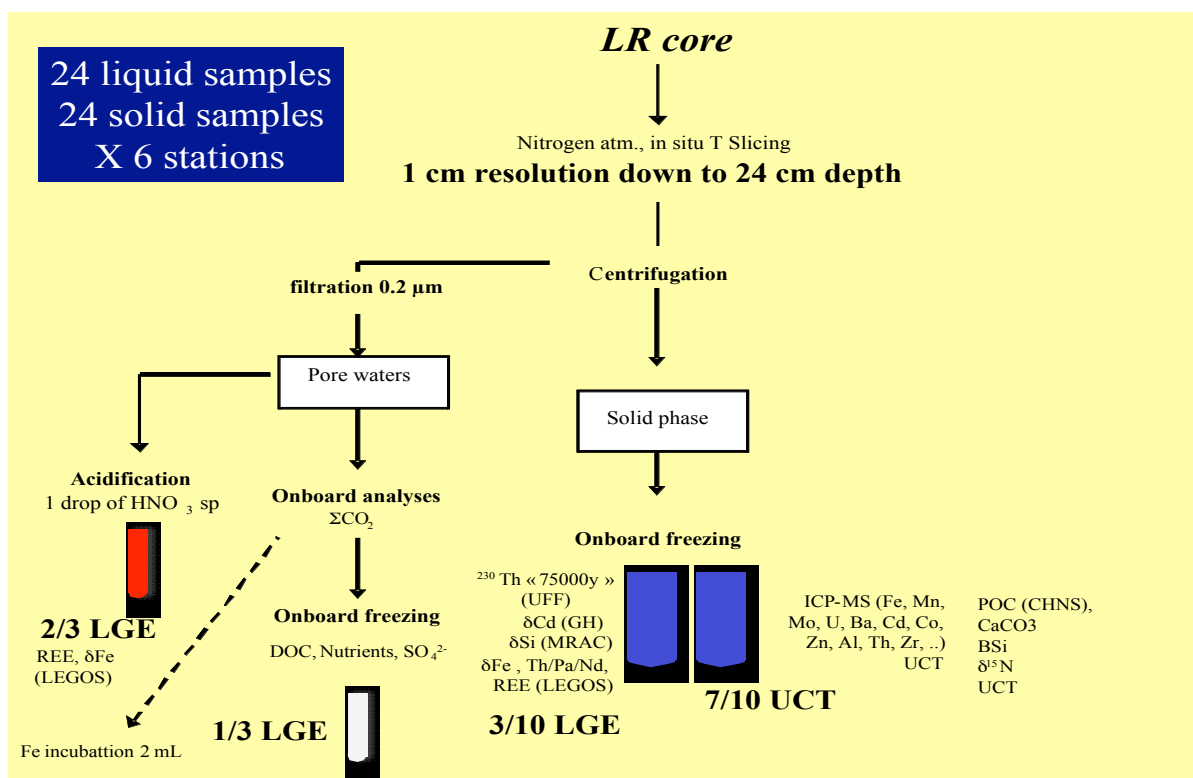 24 liquid samples
24 solid samples
X 6 stations
LR core
Nitrogen atm., in situ T Slicing
1 cm resolution down to 24 cm depth
Centrifugation
filtration 0.2 µm
Pore waters
Solid phase
Acidification
1 drop of HNO 3 sp
2/3 LGE
REE, δFe
(LEGOS)
Onboard analyses
ΣCO₂
Onboard freezing
DOC, Nutrients, SO₄²⁻
1/3 LGE
Fe incubattion 2 mL
Onboard freezing
²³⁰ Th « 75000y »
(UFF)
δCd (GH)
δSi (MRAC)
δFe , Th/Pa/Nd,
REE (LEGOS)
3/10 LGE
7/10 UCT
ICP-MS (Fe, Mn,
Mo, U, Ba, Cd, Co,
Zn, Al, Th, Zr, ..)
UCT
POC (CHNS),
CaCO3
BSi
δ¹⁵N
UCT